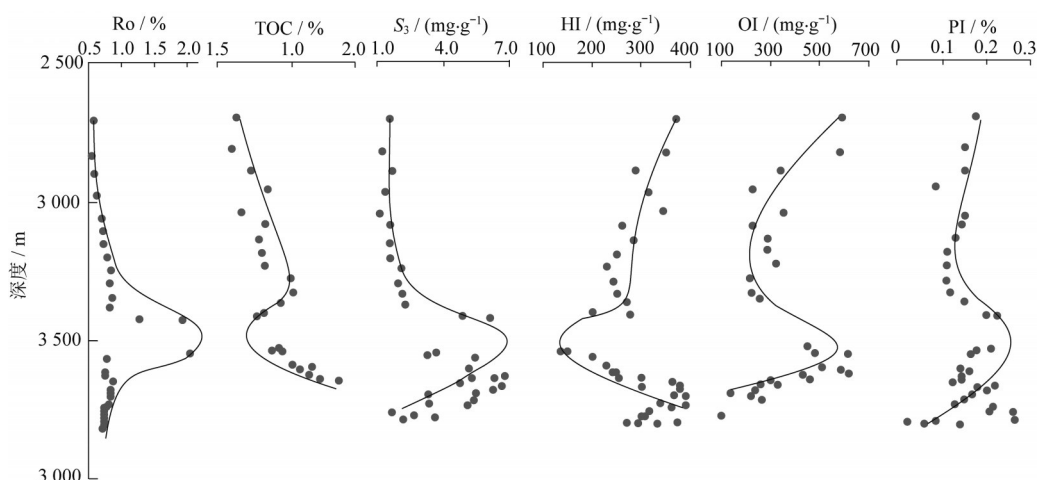 Ro / % TOC / % S₃ / (mg·g⁻¹) HI / (mg·g⁻¹) OI / (mg·g⁻¹) PI / %
0.5 1.0 1.5 2.0 1.5 1.0 2.0 1.0 4.0 7.0 100 200 300 400 100 300 500 700 0 0.1 0.2 0.3
2 500
3 000
3 500
3 000
深度 / m